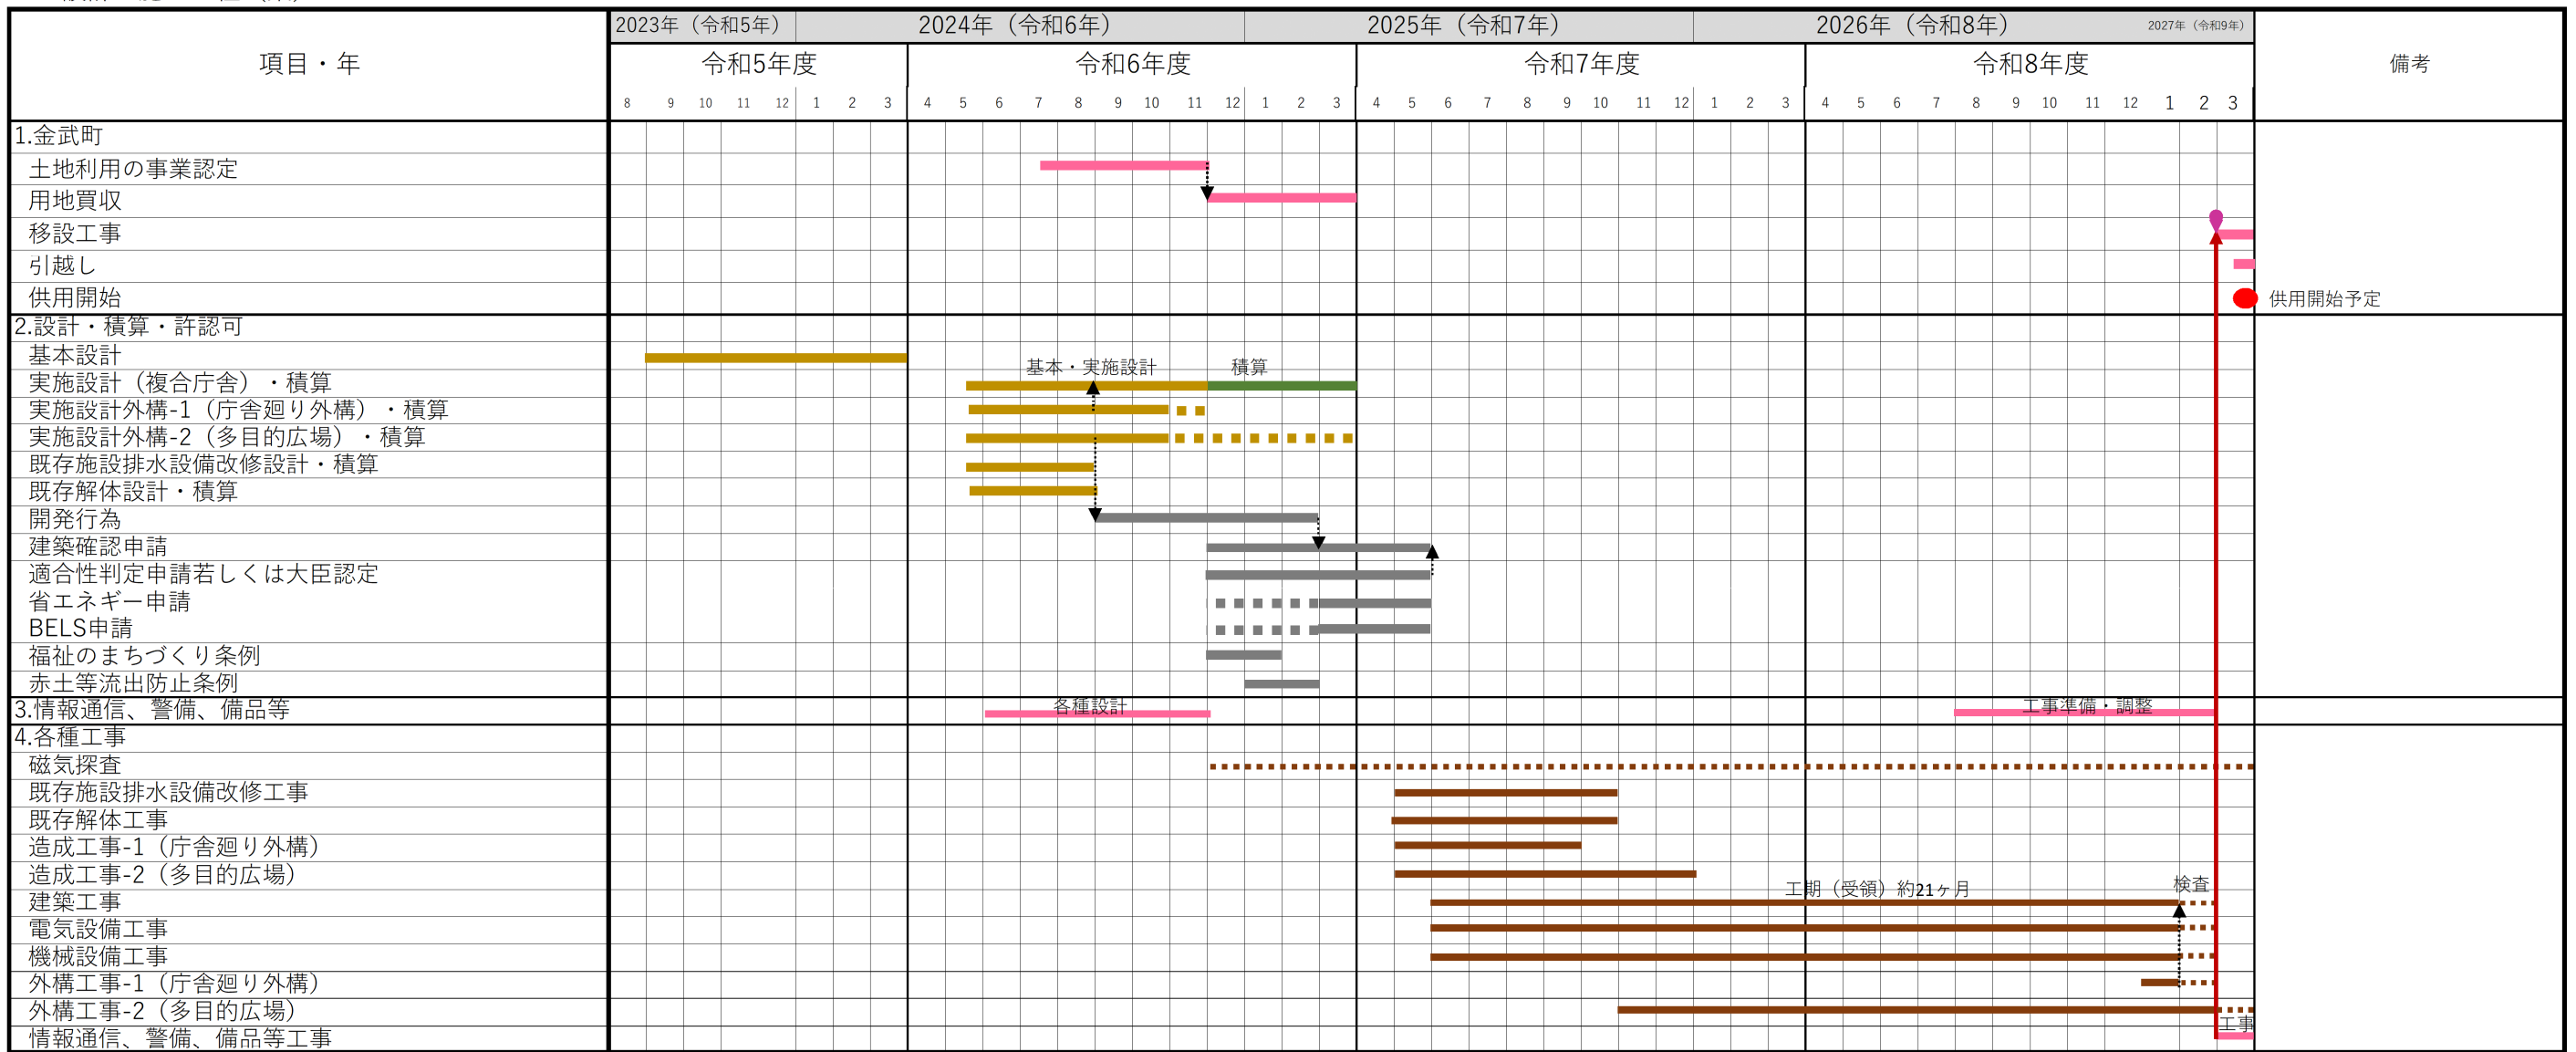 2023年（令和5年） 2024年（令和6年） 2025年（令和7年） 2026年（令和8年） 2027年（令和9年）
項目・年 令和5年度 令和6年度 令和7年度 令和8年度 備考
8 9 10 11 12 1 2 3 4 5 6 7 8 9 10 11 12 1 2 3 4 5 6 7 8 9 10 11 12 1 2 3 4 5 6 7 8 9 10 11 12 1 2 3
1.金武町
土地利用の事業認定
用地買収
移設工事
引越し
供用開始 供用開始予定
2.設計・積算・許認可
基本設計
基本・実施設計 積算
実施設計（複合庁舎）・積算
実施設計外構-1（庁舎廻り外構）・積算
実施設計外構-2（多目的広場）・積算
既存施設排水設備改修設計・積算
既存解体設計・積算
開発行為
建築確認申請
適合性判定申請若しくは大臣認定
省エネギー申請
BELS申請
福祉のまちづくり条例
赤土等流出防止条例
3.情報通信、警備、備品等 各種設計 工事準備・調整
4.各種工事
磁気探査
既存施設排水設備改修工事
既存解体工事
造成工事-1（庁舎廻り外構）
造成工事-2（多目的広場）
工期（受領）約21ヶ月 検査
建築工事
電気設備工事
機械設備工事
外構工事-1（庁舎廻り外構）
外構工事-2（多目的広場）
工事
情報通信、警備、備品等工事